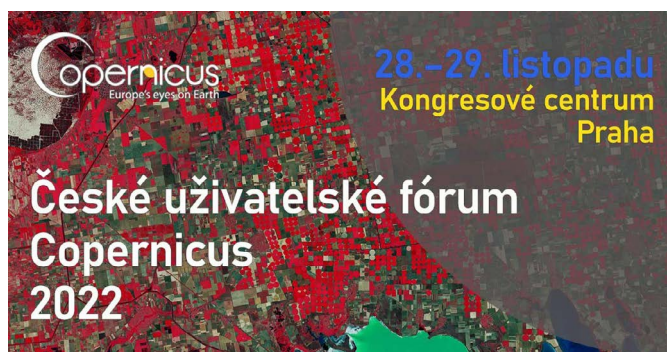 Copernicus
Europe's eyes on Earth
28.–29. listopadu
Kongresové centrum
Praha
České uživatelské fórum
Copernicus
2022